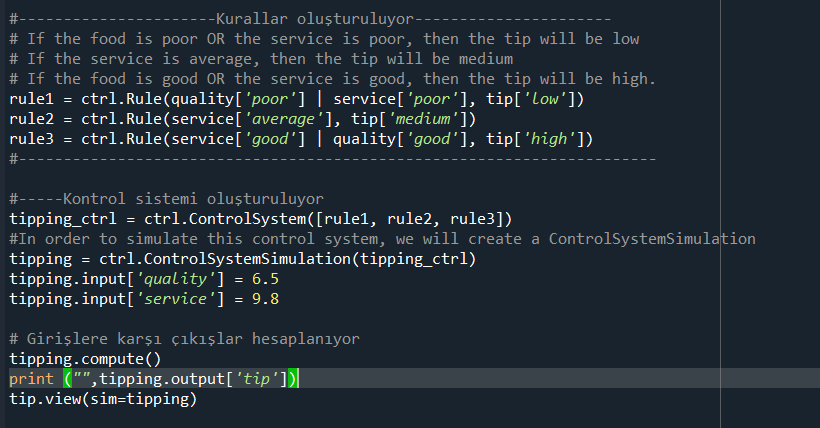 #----------------------Kurallar oluşturuluyor----------------------
# If the food is poor OR the service is poor, then the tip will be low
# If the service is average, then the tip will be medium
# If the food is good OR the service is good, then the tip will be high.
rule1 = ctrl.Rule(quality['poor'] | service['poor'], tip['low'])
rule2 = ctrl.Rule(service['average'], tip['medium'])
rule3 = ctrl.Rule(service['good'] | quality['good'], tip['high'])
#-----------------------------------------------------------------------
#-----Kontrol sistemi oluşturuluyor
tipping_ctrl = ctrl.ControlSystem([rule1, rule2, rule3])
#In order to simulate this control system, we will create a ControlSystemSimulation
tipping = ctrl.ControlSystemSimulation(tipping_ctrl)
tipping.input['quality'] = 6.5
tipping.input['service'] = 9.8
# Girişlere karşı çıkışlar hesaplanıyor
tipping.compute()
print ("",tipping.output['tip'])
tip.view(sim=tipping)